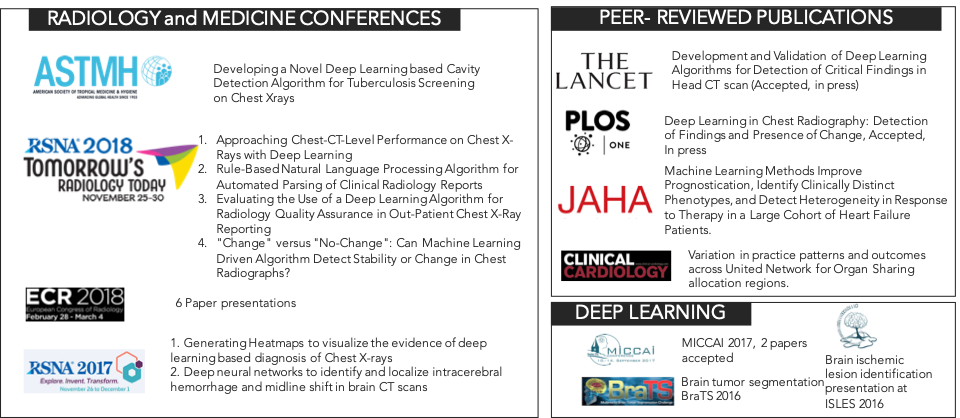 RADIOLOGY and MEDICINE CONFERENCES
ASTMH
AMERICAN SOCIETY OF TROPICAL MEDICINE & HYGIENE
ADVANCING GLOBAL HEALTH SINCE 1903
Developing a Novel Deep Learning based Cavity
Detection Algorithm for Tuberculosis Screening
on Chest Xrays
RSNA 2018
TOMORROW'S
RADIOLOGY TODAY
NOVEMBER 25-30
1. Approaching Chest-CT-Level Performance on Chest X-
Rays with Deep Learning
2. Rule-Based Natural Language Processing Algorithm for
Automated Parsing of Clinical Radiology Reports
3. Evaluating the Use of a Deep Learning Algorithm for
Radiology Quality Assurance in Out-Patient Chest X-Ray
Reporting
4. "Change" versus "No-Change": Can Machine Learning
Driven Algorithm Detect Stability or Change in Chest
Radiographs?
ECR 2018
European Congress of Radiology
February 28 - March 4
6 Paper presentations
RSNA 2017
Explore. Invent. Transform.
November 26 to December 1
1. Generating Heatmaps to visualize the evidence of deep
learning based diagnosis of Chest X-rays
2. Deep neural networks to identify and localize intracerebral
hemorrhage and midline shift in brain CT scans
PEER- REVIEWED PUBLICATIONS
THE
LANCET
Development and Validation of Deep Learning
Algorithms for Detection of Critical Findings in
Head CT scan (Accepted, in press)
PLOS
ONE
Deep Learning in Chest Radiography: Detection
of Findings and Presence of Change, Accepted,
In press
JAHA
Machine Learning Methods Improve
Prognostication, Identify Clinically Distinct
Phenotypes, and Detect Heterogeneity in Response
to Therapy in a Large Cohort of Heart Failure
Patients.
CLINICAL
CARDIOLOGY
Variation in practice patterns and outcomes
across United Network for Organ Sharing
allocation regions.
DEEP LEARNING
MICCAI
10-14, SEPTEMBER 2017
MICCAI 2017, 2 papers
accepted
BraTS
Brain tumor segmentation
BraTS 2016
Brain ischemic
lesion identification
presentation at
ISLES 2016